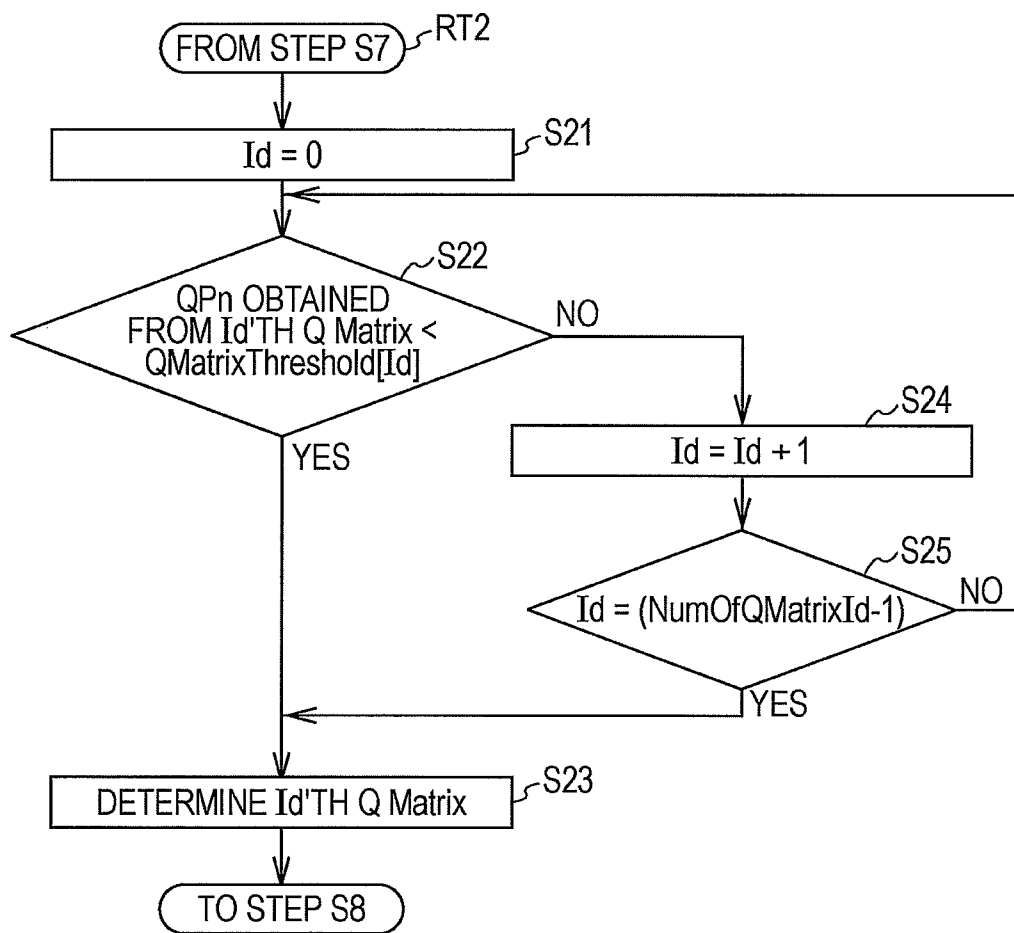 FROM STEP S7
RT2
Id = 0
S21
S22
QPn OBTAINED
FROM Id'TH Q Matrix <
QMatrixThreshold[Id]
NO
YES
S24
Id = Id + 1
S25
Id = (NumOfQMatrixId-1)
NO
YES
S23
DETERMINE Id'TH Q Matrix
TO STEP S8